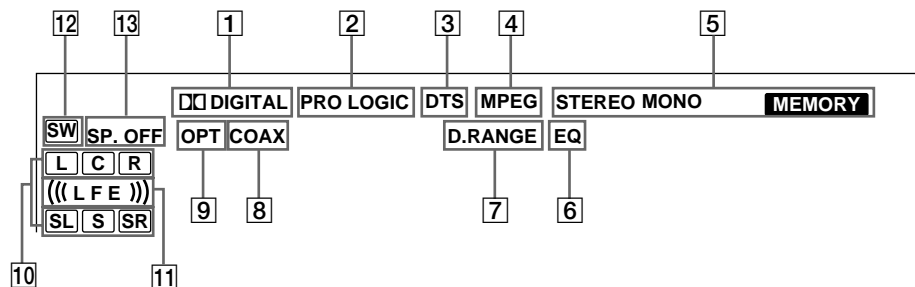 12 13 1 2 3 4 5
DIGITAL PRO LOGIC DTS MPEG STEREO MONO MEMORY
SW SP. OFF OPT COAX D.RANGE EQ
L C R
((( L F E )))
SL S SR
9 8 7 6
10 11